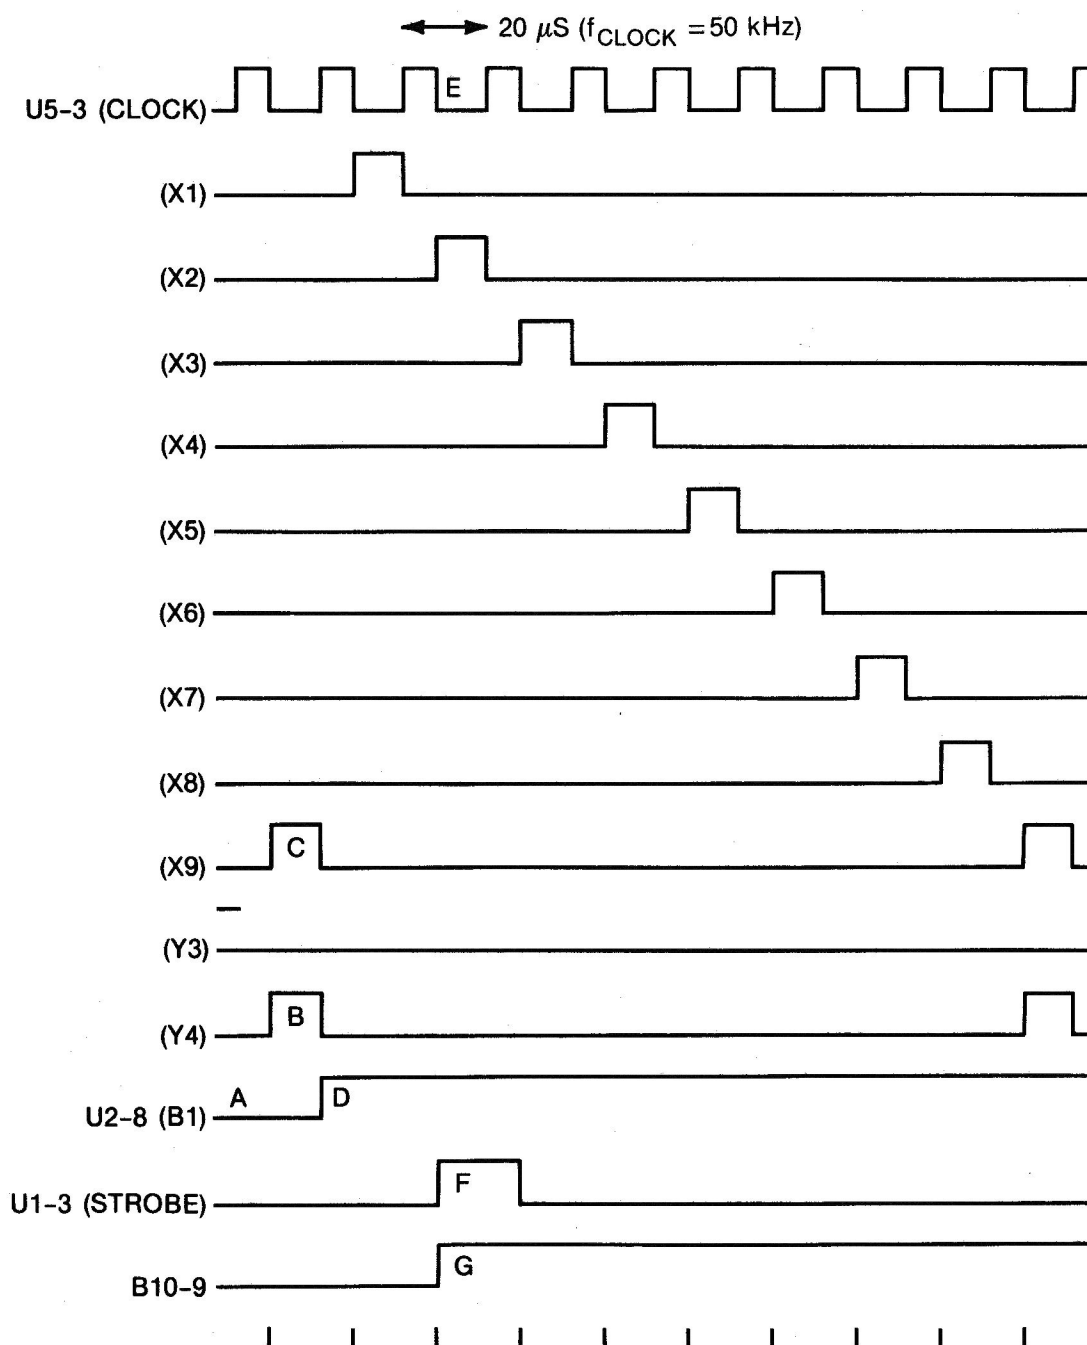 20 μS (fCLOCK = 50 kHz)
E
U5-3 (CLOCK)
(X1)
(X2)
(X3)
(X4)
(X5)
(X6)
(X7)
(X8)
C
(X9)
(Y3)
B
(Y4)
A D
U2-8 (B1)
F
U1-3 (STROBE)
G
B10-9